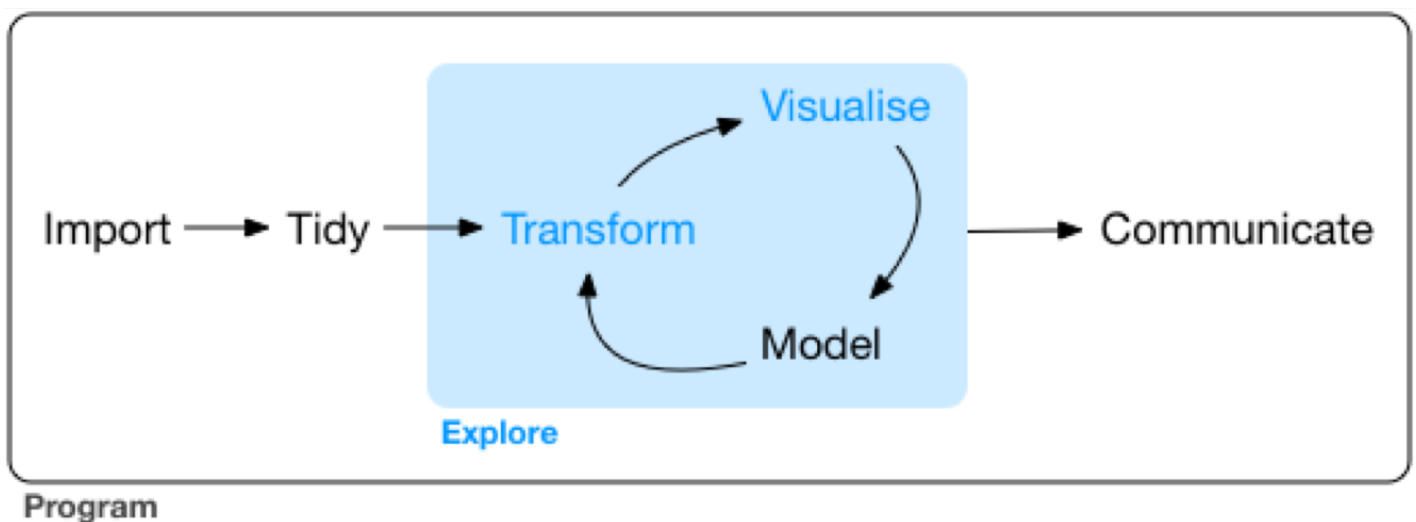 Visualise
Import Tidy Transform Communicate
Model
Explore
Program